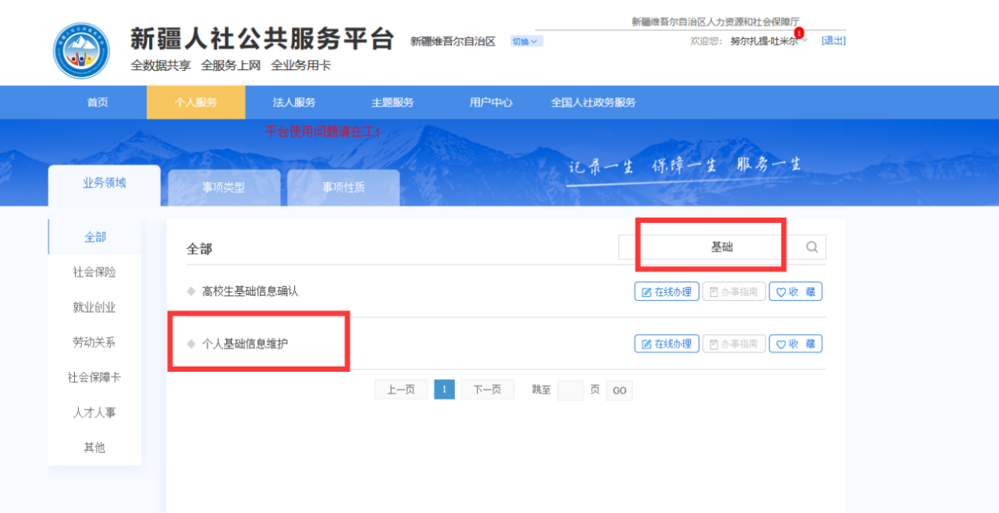 新疆维吾尔自治区人力资源和社会保障厅
新疆人社公共服务平台 新疆维吾尔自治区 切换
欢迎您: 努尔扎提·吐米尔 1 [退出]
全数据共享 全服务上网 全业务用卡
首页 个人服务 法人服务 主题服务 用户中心 全国人社政务服务
平台使用问题请在工
记录一生 保障一生 服务一生
业务领域 事项类型 事项性质
全部
社会保险
就业创业
劳动关系
社会保障卡
人才人事
其他
全部 基础
高校生基础信息确认 在线办理 办事指南 收 藏
个人基础信息维护 在线办理 办事指南 收 藏
上一页 1 下一页 跳至 页 GO